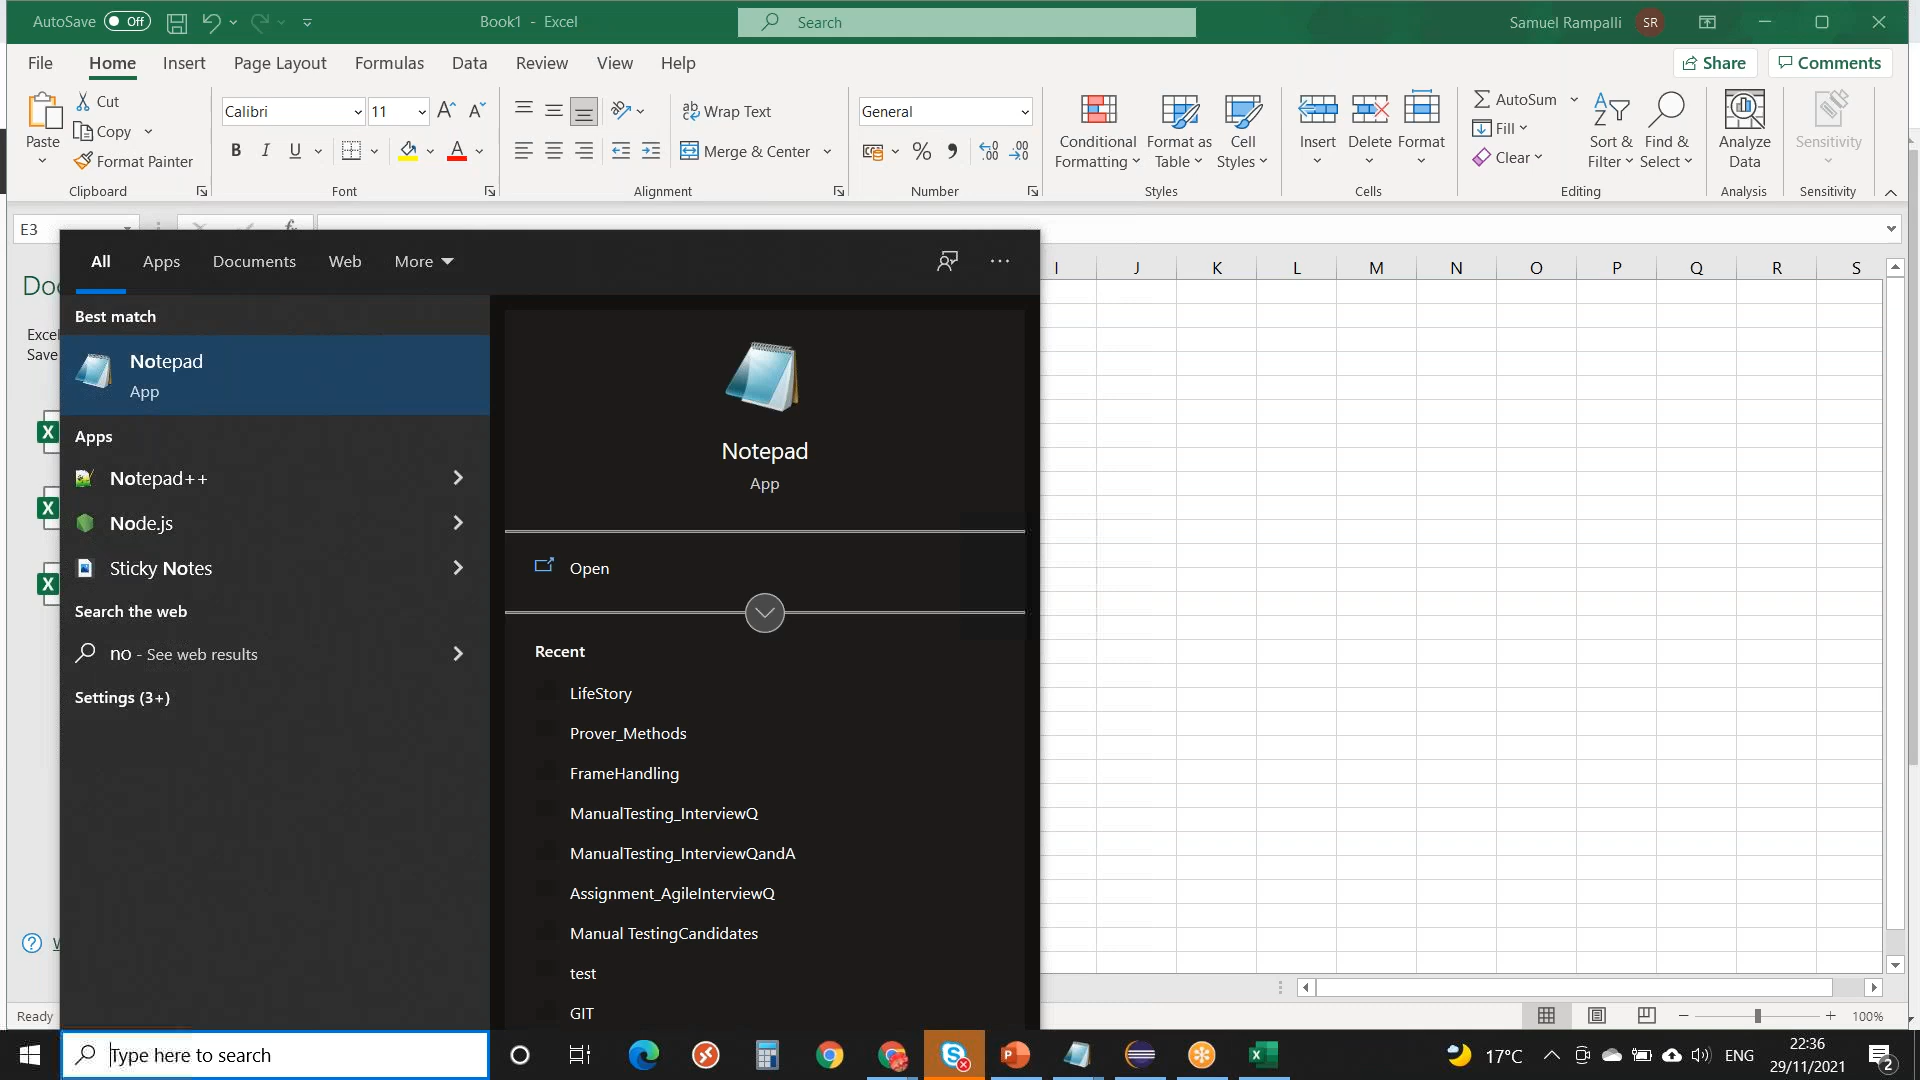 AutoSave Off Book1 - Excel Search Samuel Rampalli SR
File Home Insert Page Layout Formulas Data Review View Help Share Comments
Paste Cut Copy Format Painter
Clipboard
Calibri 11
B I U A
Font
Wrap Text
Merge & Center
Alignment
General
% 
Number
Conditional Formatting Format as Table Cell Styles
Styles
Insert Delete Format
Cells
AutoSum
Fill
Clear
Sort & Filter Find & Select
Editing
Analyze Data
Analysis
Sensitivity
Sensitivity
E3
I J K L M N O P Q R S
Excel
Save
All Apps Documents Web More
Best match
Notepad
App
Apps
Notepad++
Node.js
Sticky Notes
Search the web
no - See web results
Settings (3+)
Notepad
App
Open
Recent
LifeStory
Prover_Methods
FrameHandling
ManualTesting_InterviewQ
ManualTesting_InterviewQandA
Assignment_AgileInterviewQ
Manual TestingCandidates
test
GIT
Ready 100%
Type here to search
17°C ENG 22:36
29/11/2021
2